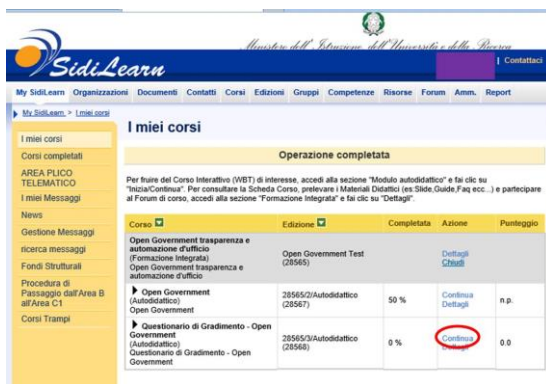 Ministero dell' Istruzione, dell'Università e della Ricerca
SidiLearn
| Contattaci
My SidiLearn Organizzazioni Documenti Contatti Corsi Edizioni Gruppi Competenze Risorse Forum Amm. Report
My SidiLearn > I miei corsi
I miei corsi
I miei corsi
Corsi completati
AREA PLICO
TELEMATICO
I miei Messaggi
News
Gestione Messaggi
ricerca messaggi
Fondi Strutturali
Procedura di
Passaggio dall'Area B
all'Area C1
Corsi Trampi
Operazione completata
Per fruire del Corso Interattivo (WBT) di interesse, accedi alla sezione "Modulo autodidattico" e fai clic su
"Inizia/Continua". Per consultare la Scheda Corso, prelevare i Materiali Didattici (es:Slide,Guide,Faq ecc...) e partecipare
al Forum di corso, accedi alla sezione "Formazione Integrata" e fai clic su "Dettagli".
Corso Edizione Completata Azione Punteggio
Open Government trasparenza e
automazione d'ufficio
(Formazione Integrata)
Open Government trasparenza e
automazione d'ufficio
Open Government Test
(28565)
Dettagli
Chiudi
Open Government
(Autodidattico)
Open Government
28565/2/Autodidattico
(28567)
50 %
Continua
Dettagli
n.p.
Questionario di Gradimento - Open
Government
(Autodidattico)
Questionario di Gradimento - Open
Government
28565/3/Autodidattico
(28568)
0 %
Continua
Dettagli
0.0